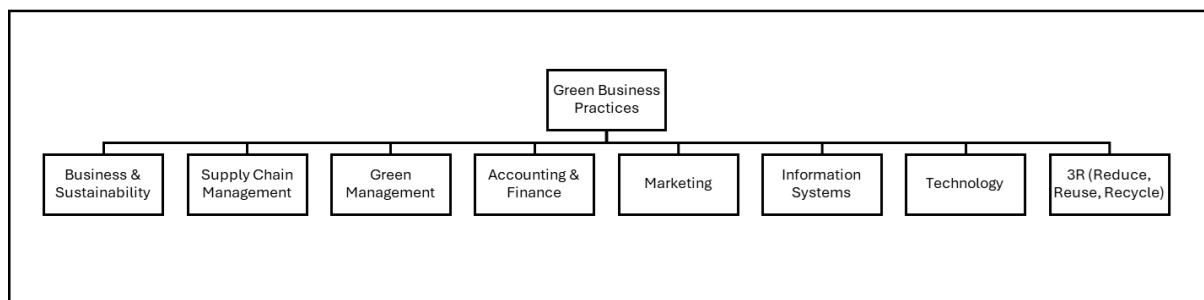 Green Business
Practices
Business &
Sustainability
Supply Chain
Management
Green
Management
Accounting &
Finance
Marketing
Information
Systems
Technology
3R (Reduce,
Reuse, Recycle)